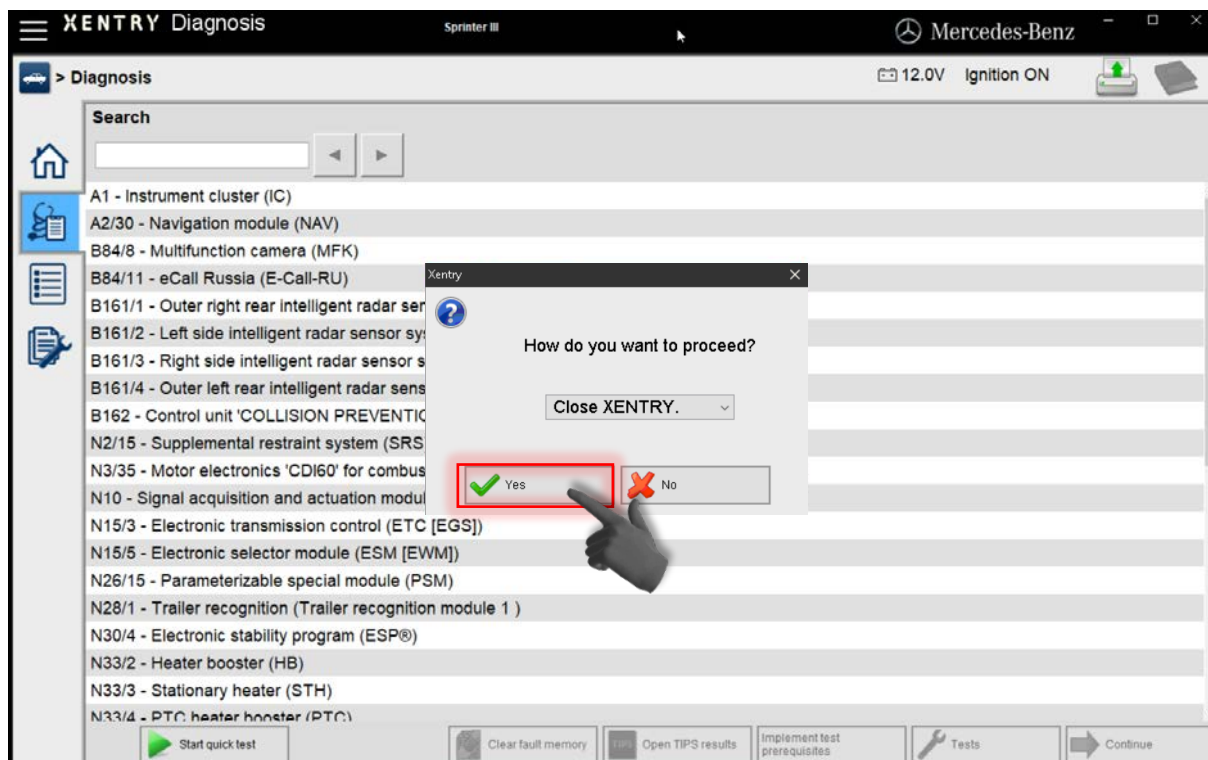 XENTRY Diagnosis
Sprinter III
Mercedes-Benz
> Diagnosis
12.0V
Ignition ON
Search
A1 - Instrument cluster (IC)
A2/30 - Navigation module (NAV)
B84/8 - Multifunction camera (MFK)
B84/11 - eCall Russia (E-Call-RU)
B161/1 - Outer right rear intelligent radar ser
B161/2 - Left side intelligent radar sensor sy
B161/3 - Right side intelligent radar sensor s
B161/4 - Outer left rear intelligent radar sens
B162 - Control unit 'COLLISION PREVENTIO
N2/15 - Supplemental restraint system (SRS
N3/35 - Motor electronics 'CDI60' for combus
N10 - Signal acquisition and actuation modul
N15/3 - Electronic transmission control (ETC [EGS])
N15/5 - Electronic selector module (ESM [EWM])
N26/15 - Parameterizable special module (PSM)
N28/1 - Trailer recognition (Trailer recognition module 1 )
N30/4 - Electronic stability program (ESP®)
N33/2 - Heater booster (HB)
N33/3 - Stationary heater (STH)
N33/4 - PTC heater booster (PTC)
Xentry
How do you want to proceed?
Close XENTRY.
Yes
No
Start quick test
Clear fault memory
TIPS
Open TIPS results
Implement test
prerequisites
Tests
Continue